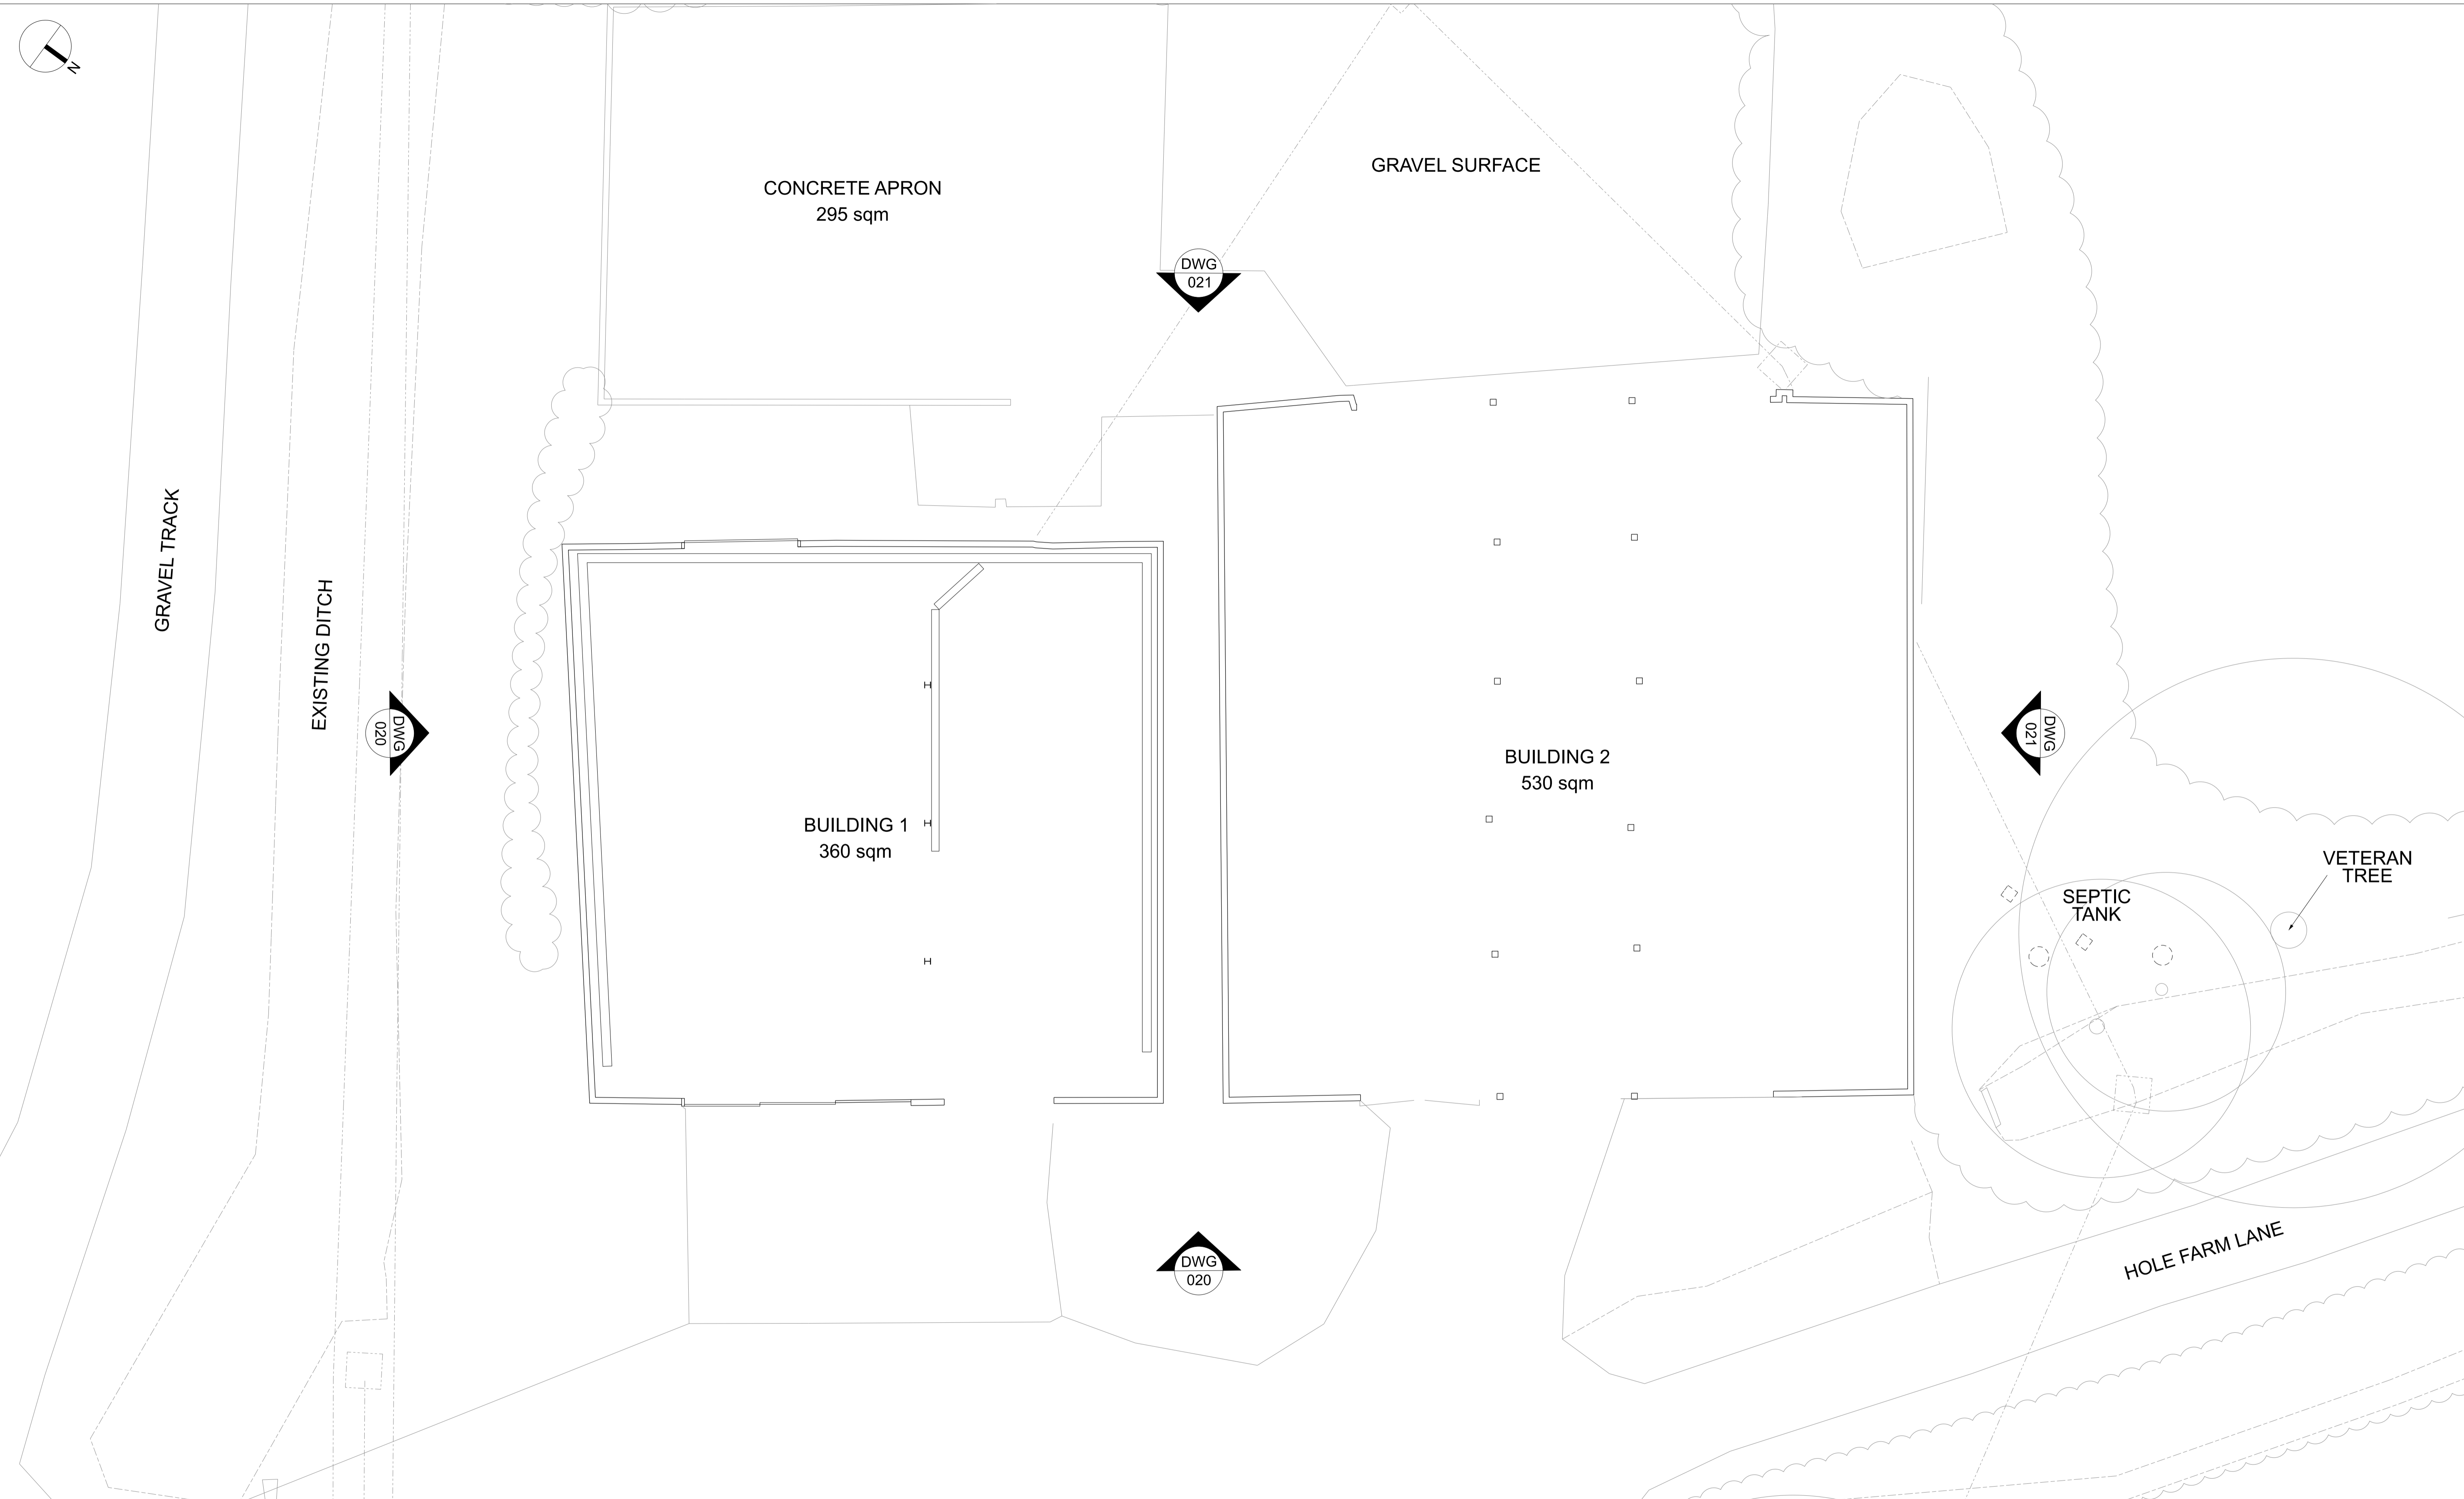 N
CONCRETE APRON
295 sqm
GRAVEL SURFACE
DWG
021
GRAVEL TRACK
EXISTING DITCH
DWG
020
BUILDING 1
360 sqm
BUILDING 2
530 sqm
DWG
021
VETERAN
TREE
SEPTIC
TANK
DWG
020
HOLE FARM LANE